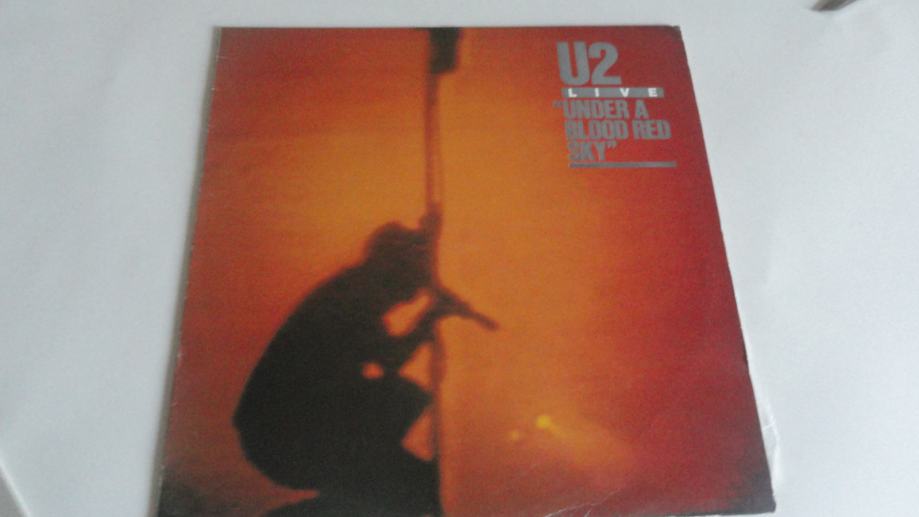 U2
LIVE
"UNDER A
BLOOD RED
SKY"